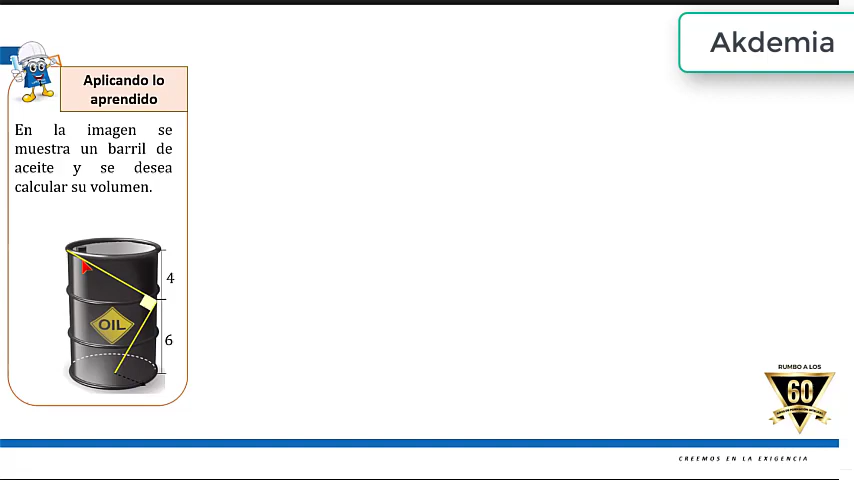 Akdemia
Aplicando lo
aprendido
En la imagen se
muestra un barril de
aceite y se desea
calcular su volumen.
4
OIL
6
RUMBO A LOS
60
CREEMOS EN LA EXIGENCIA